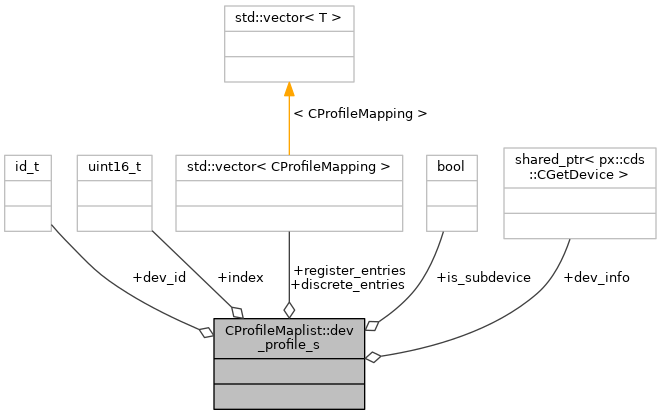 std::vector< T >
< CProfileMapping >
id_t
uint16_t
std::vector< CProfileMapping >
bool
shared_ptr< px::cds
::CGetDevice >
+dev_id
+index
+register_entries
+discrete_entries
+is_subdevice
+dev_info
CProfileMaplist::dev
_profile_s